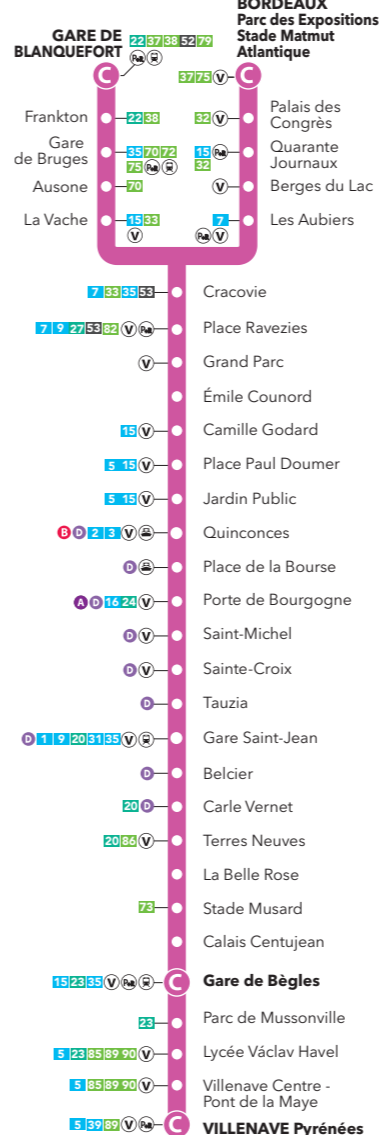 BORDEAUX
Parc des Expositions
Stade Matmut
Atlantique
GARE DE
BLANQUEFORT
22 37 38 52 79
P+R
C
37 75 V
C
Frankton
22 38
32 V
Palais des
Congrès
Gare
de Bruges
35 70 72
75 P+R
15 P+R
32
Quarante
Journaux
Ausone
70
V
Berges du Lac
La Vache
15 33
V
7
P+R V
Les Aubiers
7 33 35 53
Cracovie
7 9 27 53 82 V P+R
Place Ravezies
V
Grand Parc
Émile Counord
15 V
Camille Godard
5 15 V
Place Paul Doumer
5 15 V
Jardin Public
B D 2 3 V
Quinconces
D
Place de la Bourse
A D 16 24 V
Porte de Bourgogne
D V
Saint-Michel
D V
Sainte-Croix
D
Tauzia
D 1 9 20 31 35 V
Gare Saint-Jean
D
Belcier
20 D
Carle Vernet
20 86 V
Terres Neuves
La Belle Rose
73
Stade Musard
Calais Centujean
15 23 35 V P+R
C
Gare de Bègles
23
Parc de Mussonville
5 23 85 89 90 V
Lycée Václav Havel
5 85 89 90 V
Villenave Centre -
Pont de la Maye
5 39 89 V P+R
C
VILLENAVE Pyrénées